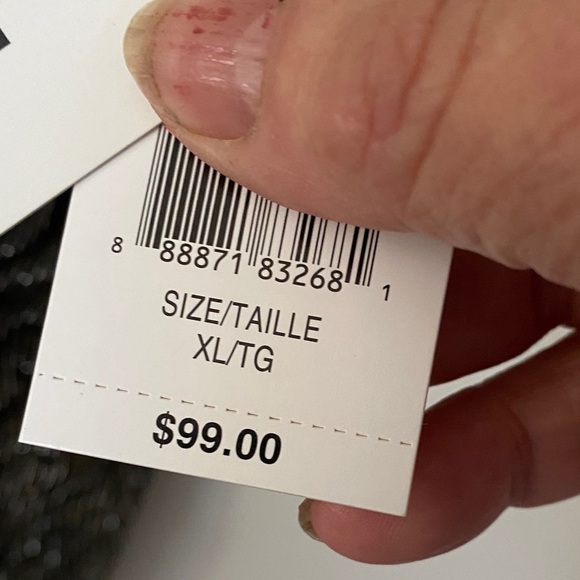 8 88871 83268 1
SIZE/TAILLE
XL/TG
$99.00